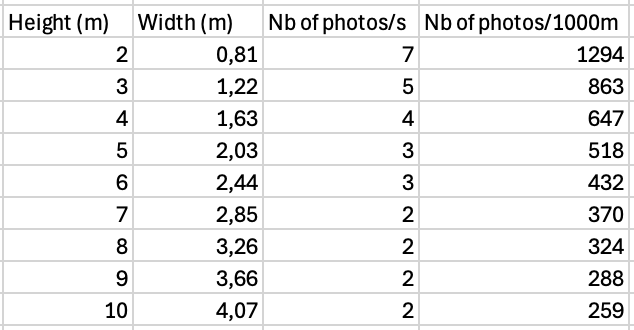 Height (m) Width (m) Nb of photos/s Nb of photos/1000m
2 0,81 7 1294
3 1,22 5 863
4 1,63 4 647
5 2,03 3 518
6 2,44 3 432
7 2,85 2 370
8 3,26 2 324
9 3,66 2 288
10 4,07 2 259